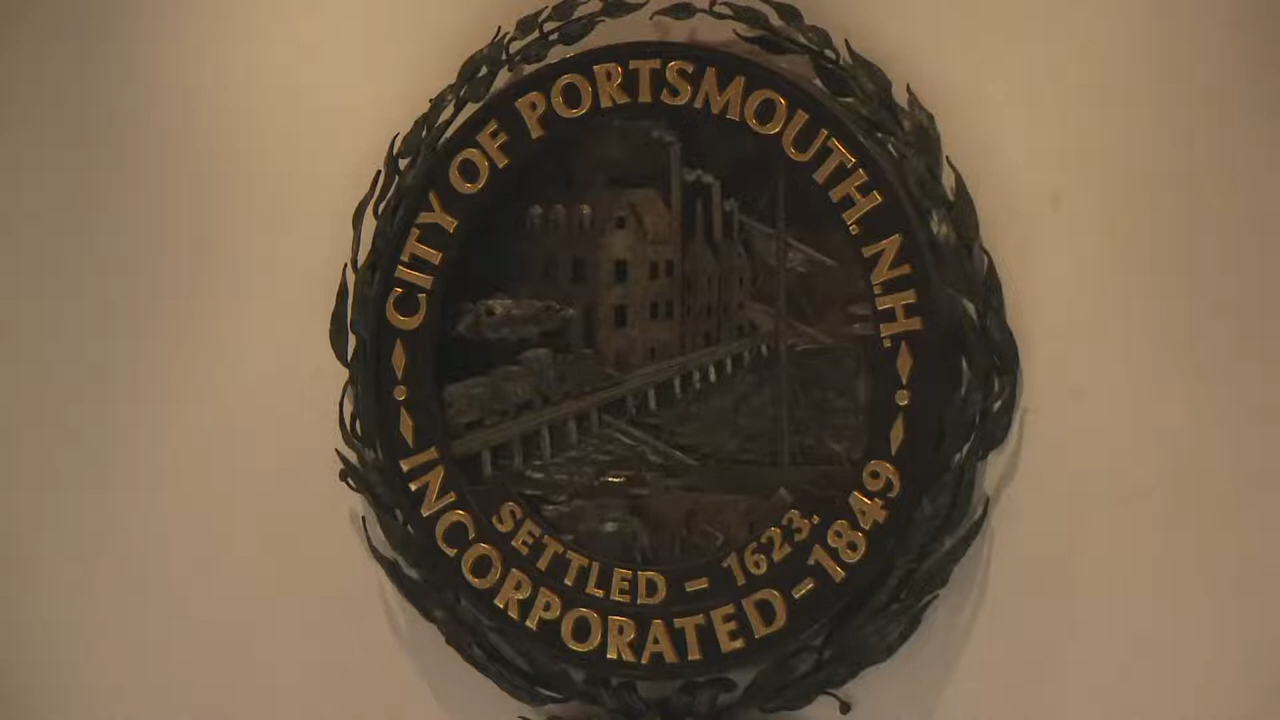 CITY OF PORTSMOUTH. N.H.
SETTLED – 1623.
INCORPORATED – 1849